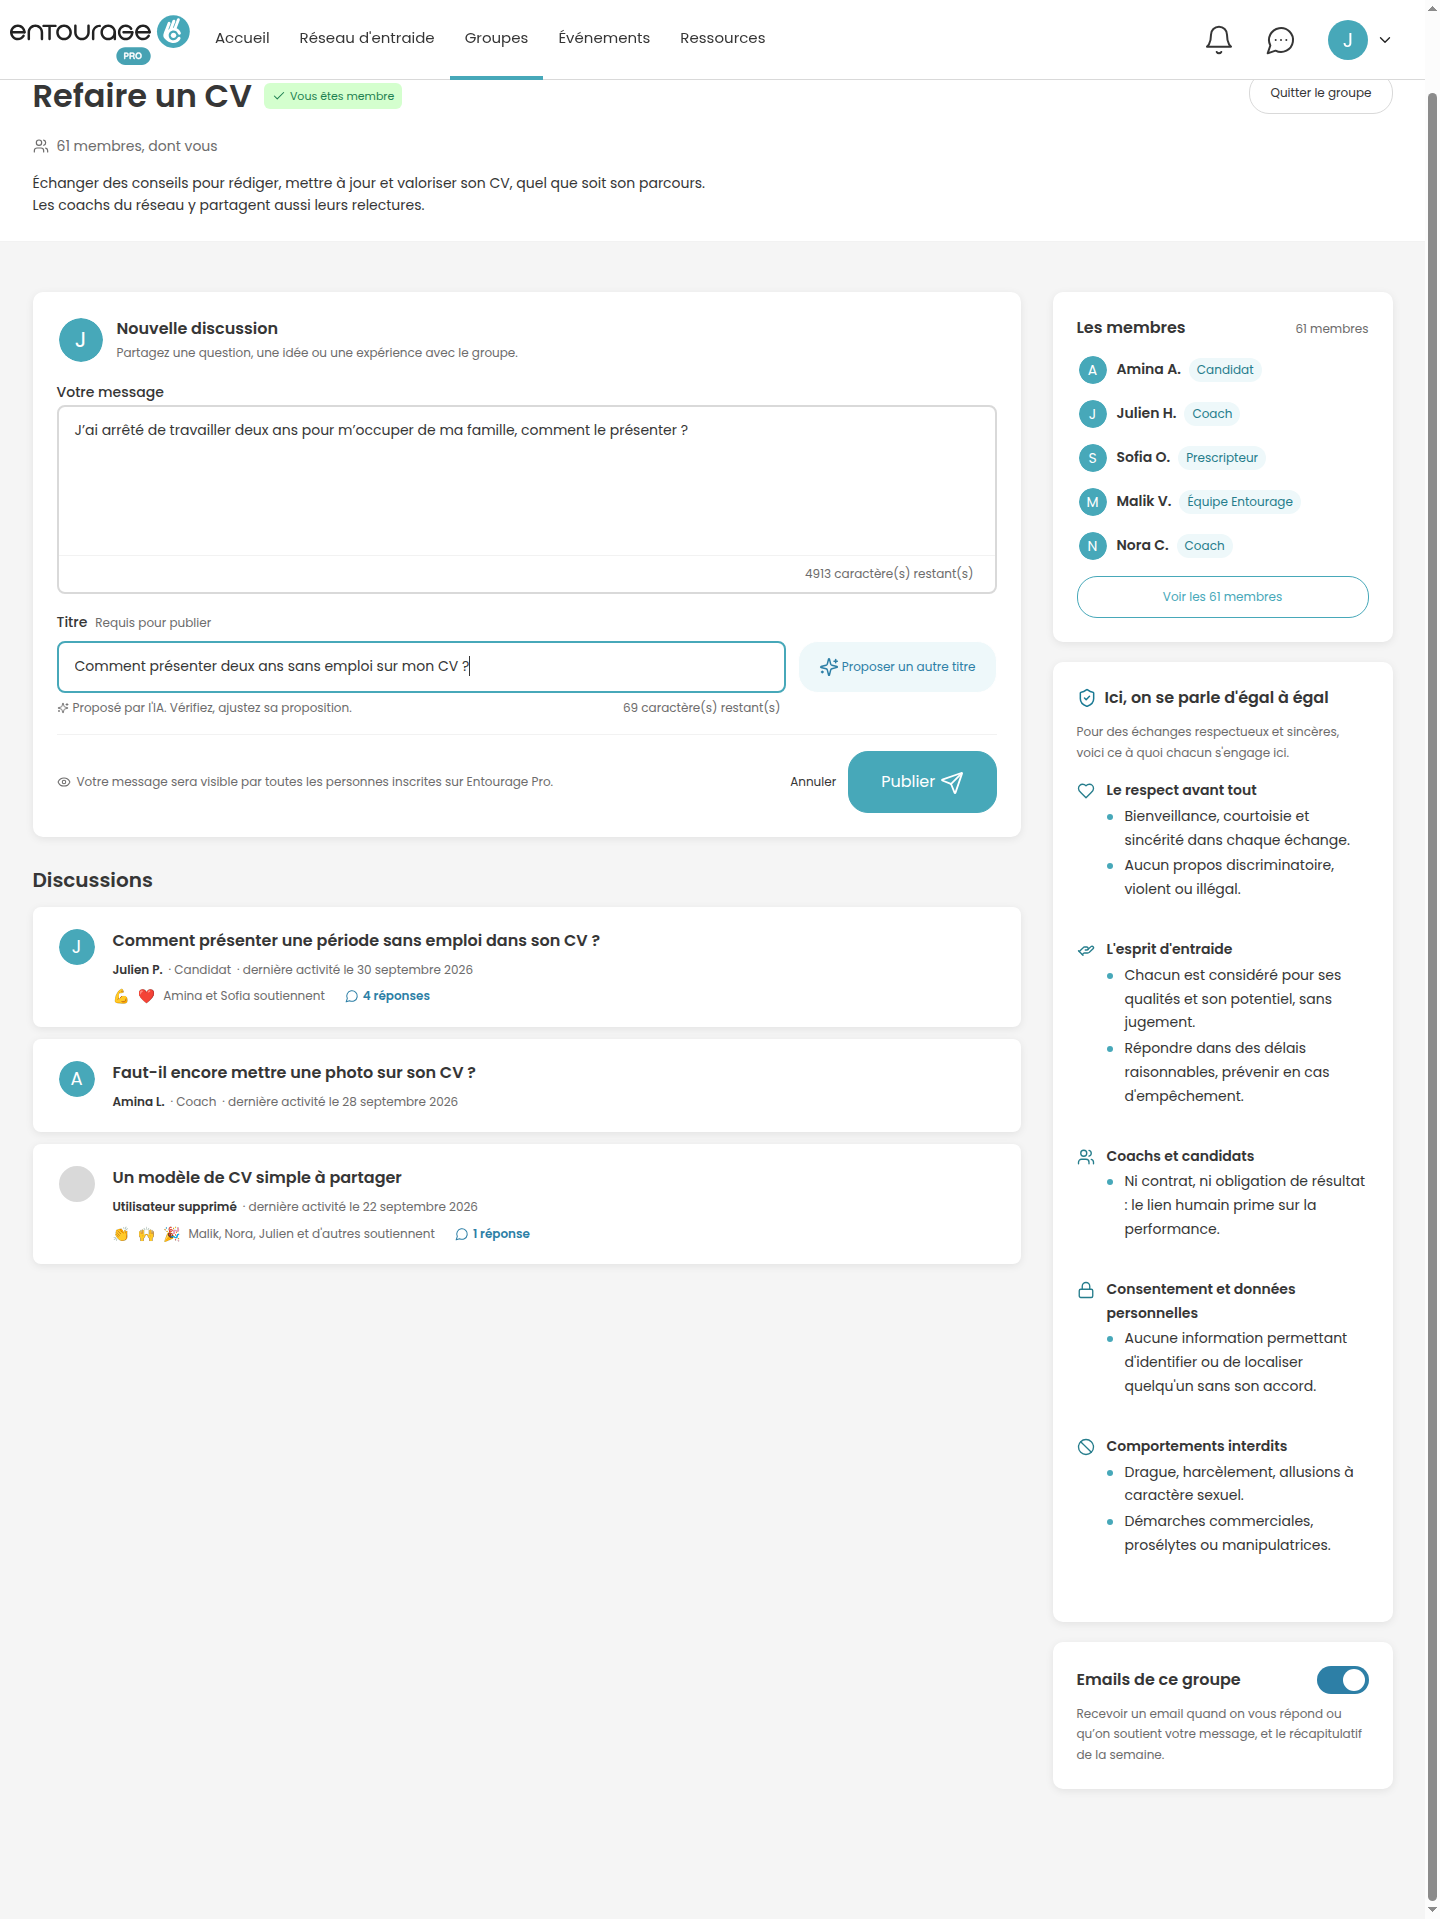 entourage
PRO
Accueil
Réseau d'entraide
Groupes
Événements
Ressources
J
Refaire un CV
Vous êtes membre
Quitter le groupe
61 membres, dont vous
Échanger des conseils pour rédiger, mettre à jour et valoriser son CV, quel que soit son parcours.
Les coachs du réseau y partagent aussi leurs relectures.
J
Nouvelle discussion
Partagez une question, une idée ou une expérience avec le groupe.
Votre message
J’ai arrêté de travailler deux ans pour m’occuper de ma famille, comment le présenter ?
4913 caractère(s) restant(s)
Titre Requis pour publier
Comment présenter deux ans sans emploi sur mon CV ?
Proposer un autre titre
Proposé par l'IA. Vérifiez, ajustez sa proposition.
69 caractère(s) restant(s)
Votre message sera visible par toutes les personnes inscrites sur Entourage Pro.
Annuler
Publier
Discussions
J
Comment présenter une période sans emploi dans son CV ?
Julien P. · Candidat · dernière activité le 30 septembre 2026
Amina et Sofia soutiennent
4 réponses
A
Faut-il encore mettre une photo sur son CV ?
Amina L. · Coach · dernière activité le 28 septembre 2026
Un modèle de CV simple à partager
Utilisateur supprimé · dernière activité le 22 septembre 2026
Malik, Nora, Julien et d'autres soutiennent
1 réponse
Les membres
61 membres
A Amina A. Candidat
J Julien H. Coach
S Sofia O. Prescripteur
M Malik V. Équipe Entourage
N Nora C. Coach
Voir les 61 membres
Ici, on se parle d'égal à égal
Pour des échanges respectueux et sincères,
voici ce à quoi chacun s'engage ici.
Le respect avant tout
Bienveillance, courtoisie et
sincérité dans chaque échange.
Aucun propos discriminatoire,
violent ou illégal.
L'esprit d'entraide
Chacun est considéré pour ses
qualités et son potentiel, sans
jugement.
Répondre dans des délais
raisonnables, prévenir en cas
d'empêchement.
Coachs et candidats
Ni contrat, ni obligation de résultat
: le lien humain prime sur la
performance.
Consentement et données
personnelles
Aucune information permettant
d'identifier ou de localiser
quelqu'un sans son accord.
Comportements interdits
Drague, harcèlement, allusions à
caractère sexuel.
Démarches commerciales,
prosélytes ou manipulatrices.
Emails de ce groupe
Recevoir un email quand on vous répond ou
qu’on soutient votre message, et le récapitulatif
de la semaine.